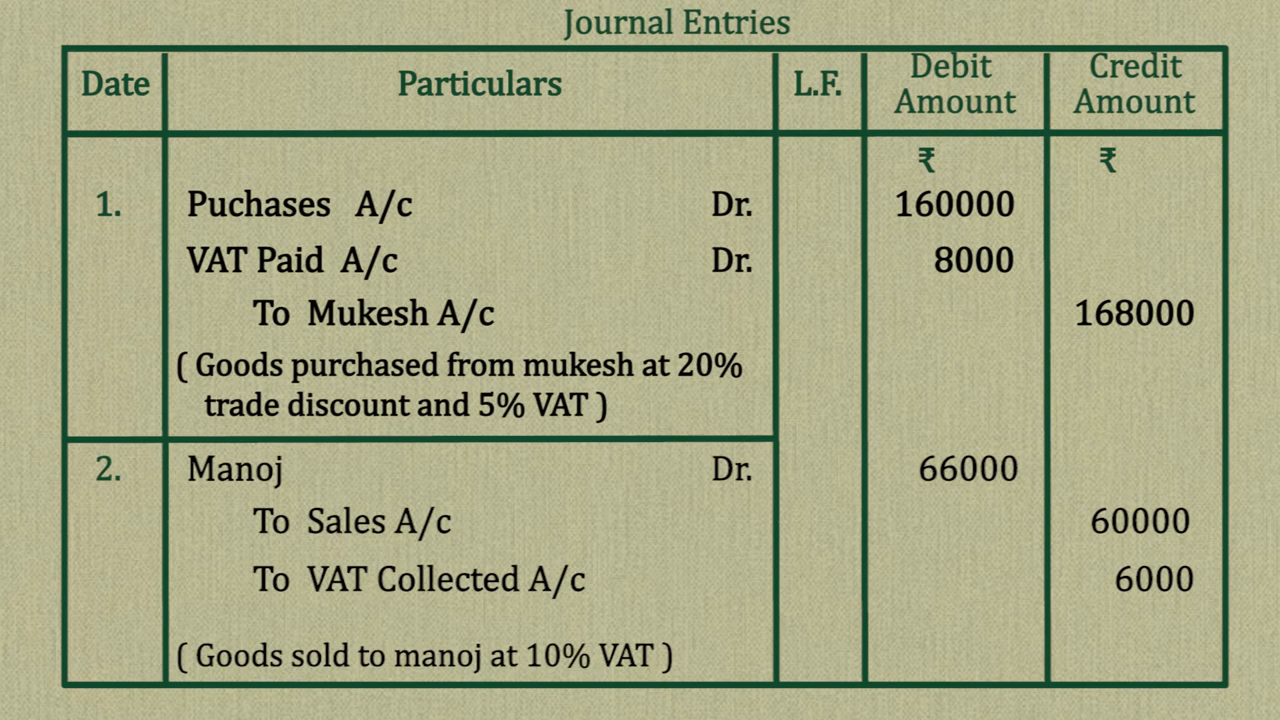 Journal Entries
Date Particulars L.F. Debit Amount Credit Amount
₹ ₹
1. Puchases A/c Dr. 160000
VAT Paid A/c Dr. 8000
To Mukesh A/c 168000
( Goods purchased from mukesh at 20%
trade discount and 5% VAT )
2. Manoj Dr. 66000
To Sales A/c 60000
To VAT Collected A/c 6000
( Goods sold to manoj at 10% VAT )